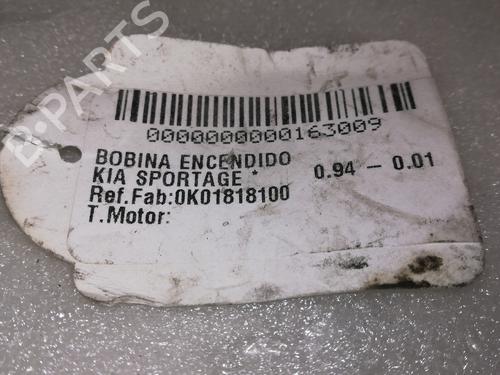 B-PARTS
0000000000163009
BOBINA ENCENDIDO
KIA SPORTAGE * 0.94 - 0.01
Ref.Fab:0K01818100
T.Motor: